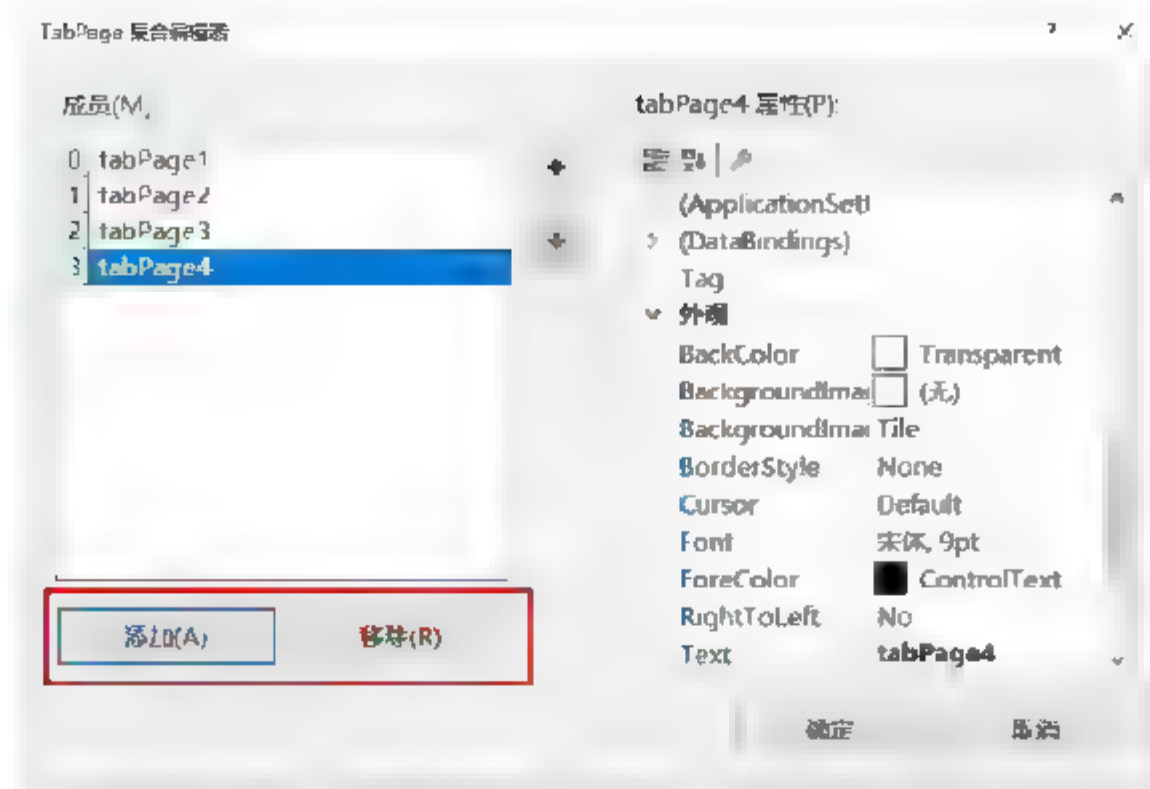 TabPage 集合编辑器
? ×
成员(M)
0 tabPage1
1 tabPage2
2 tabPage3
3 tabPage4
添加(A) 移除(R)
tabPage4 属性(P):
(ApplicationSett
(DataBindings)
Tag
外观
BackColor Transparent
BackgroundImag (无)
BackgroundImag Tile
BorderStyle None
Cursor Default
Font 宋体, 9pt
ForeColor ControlText
RightToLeft No
Text tabPage4
确定 取消